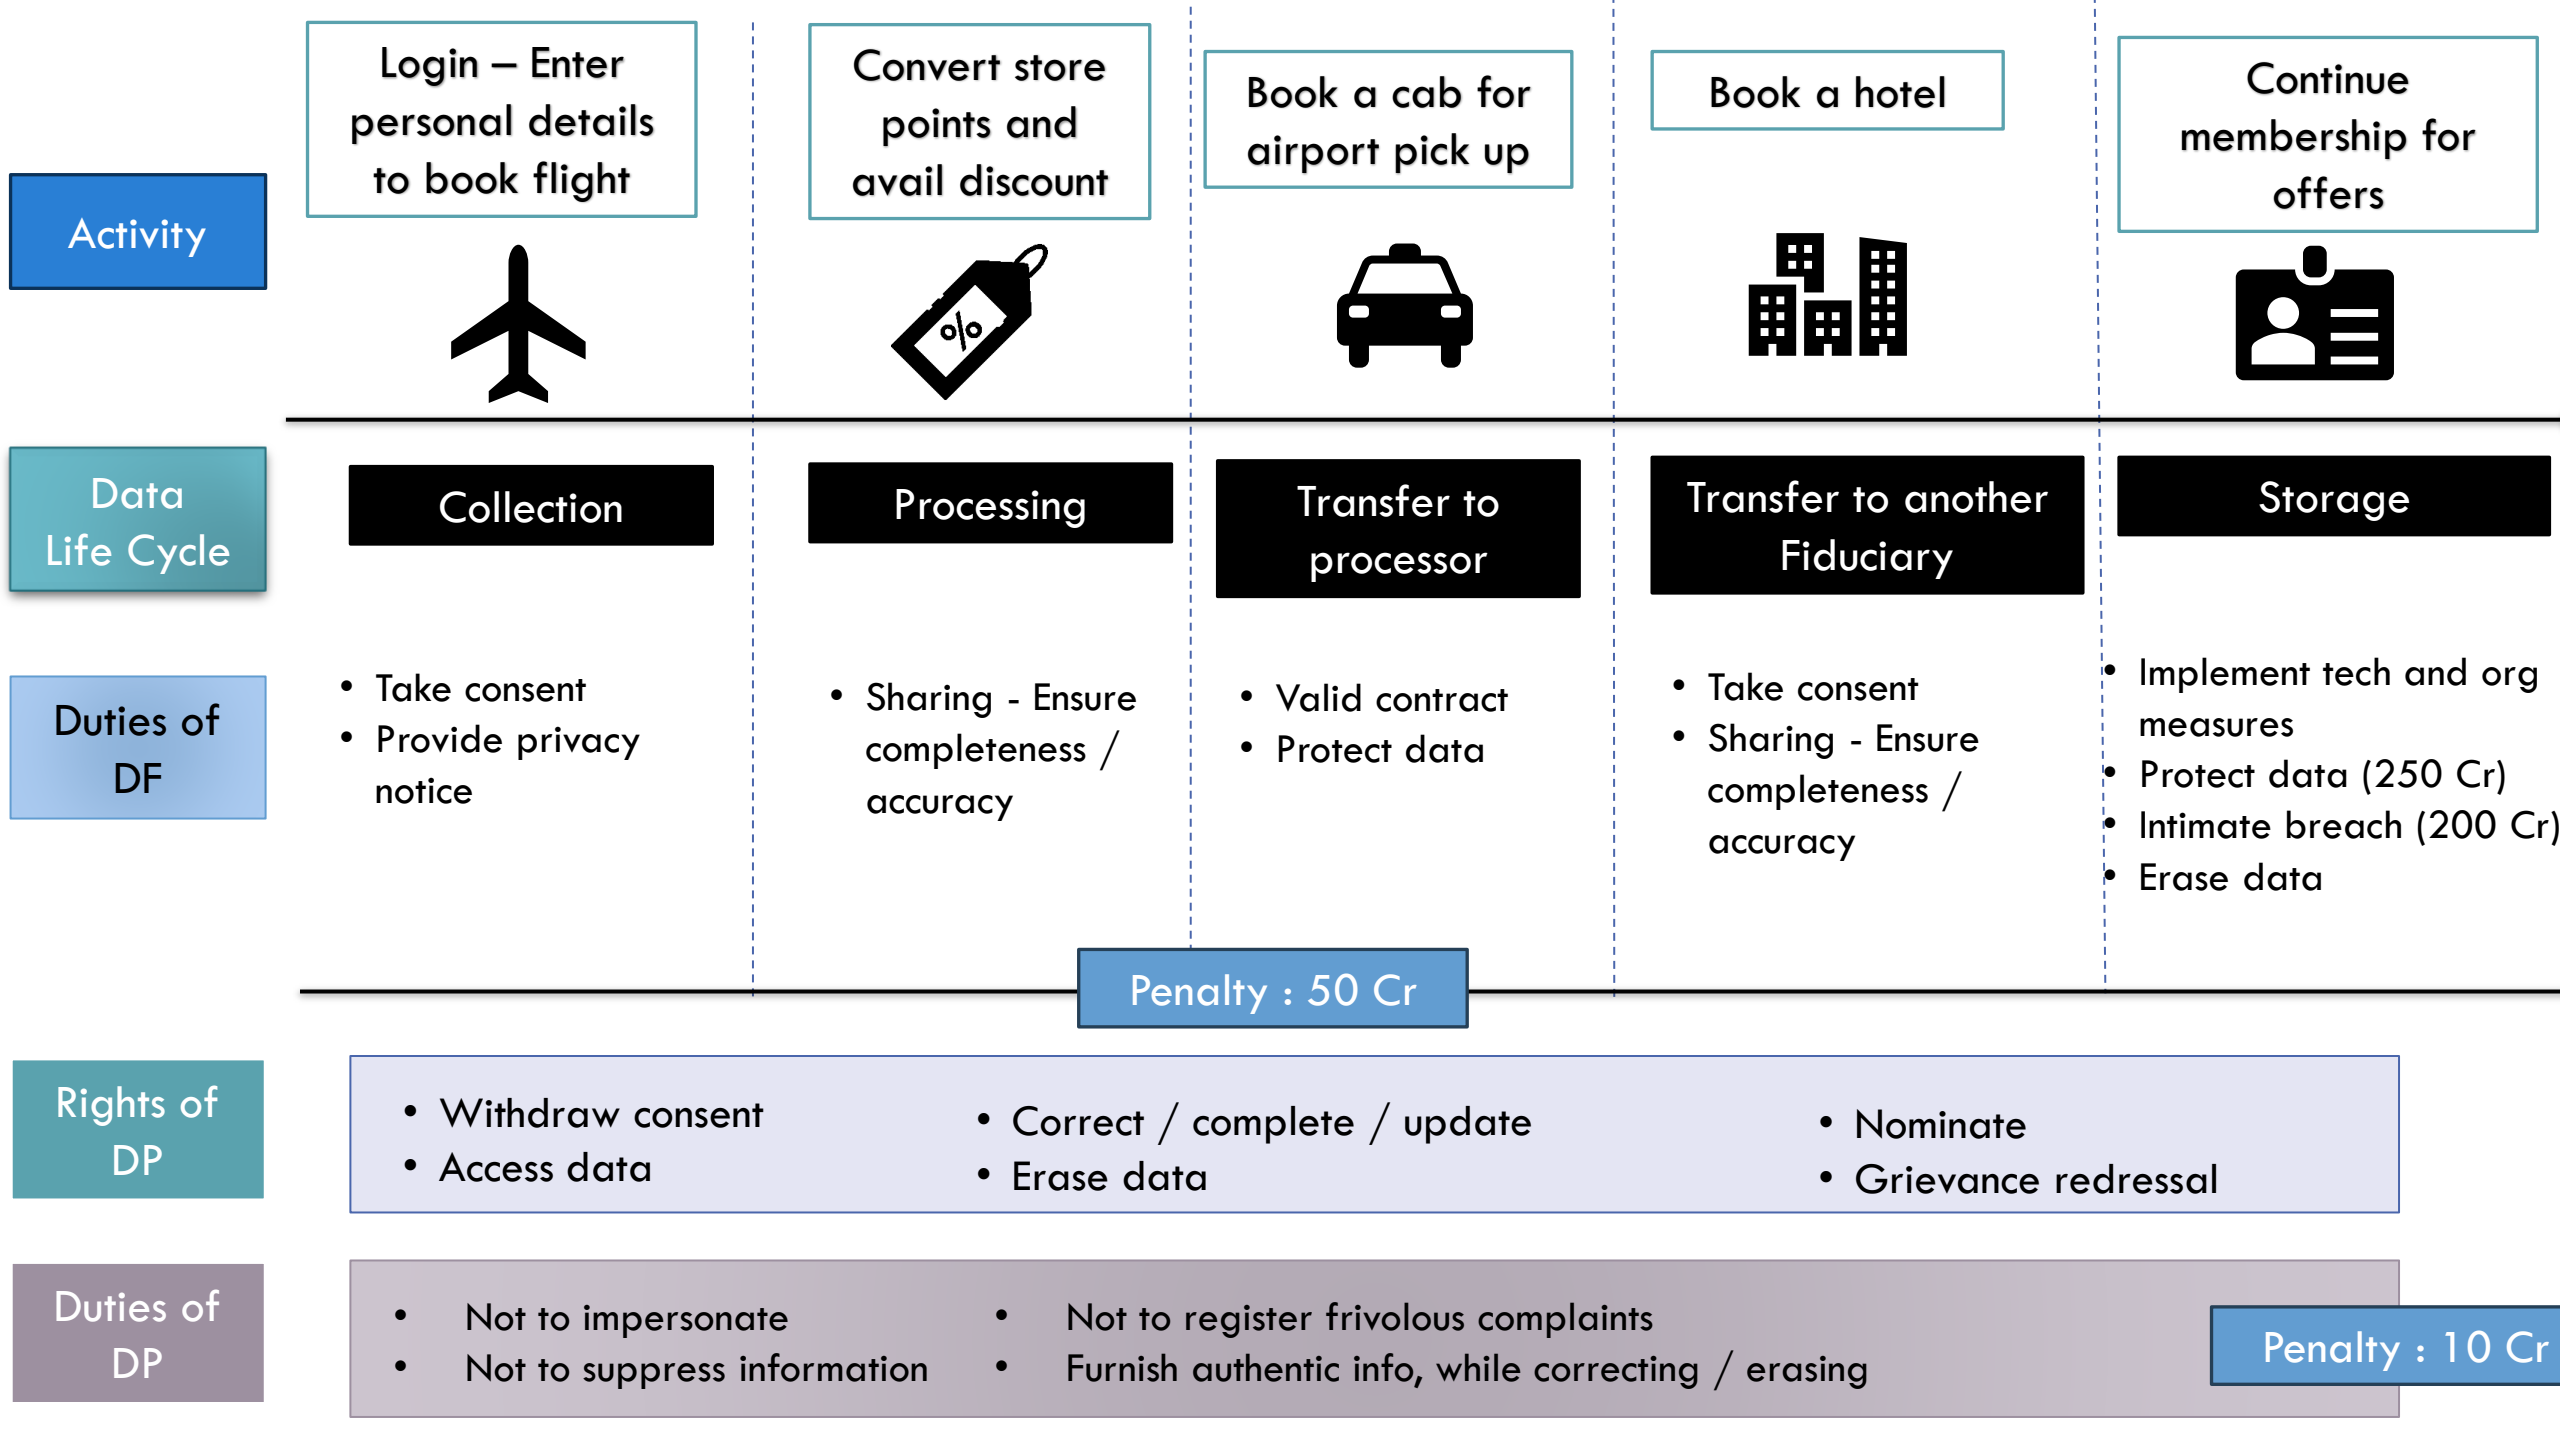 Login – Enter
personal details
to book flight
Convert store
points and
avail discount
Book a cab for
airport pick up
Book a hotel
Continue
membership for
offers
Activity
%
Data
Life Cycle
Collection
Processing
Transfer to
processor
Transfer to another
Fiduciary
Storage
Duties of
DF
• Take consent
• Provide privacy
notice
• Sharing - Ensure
completeness /
accuracy
• Valid contract
• Protect data
• Take consent
• Sharing - Ensure
completeness /
accuracy
• Implement tech and org
measures
• Protect data (250 Cr)
• Intimate breach (200 Cr)
• Erase data
Penalty : 50 Cr
Rights of
DP
• Withdraw consent
• Access data
• Correct / complete / update
• Erase data
• Nominate
• Grievance redressal
Duties of
DP
• Not to impersonate
• Not to suppress information
• Not to register frivolous complaints
• Furnish authentic info, while correcting / erasing
Penalty : 10 Cr